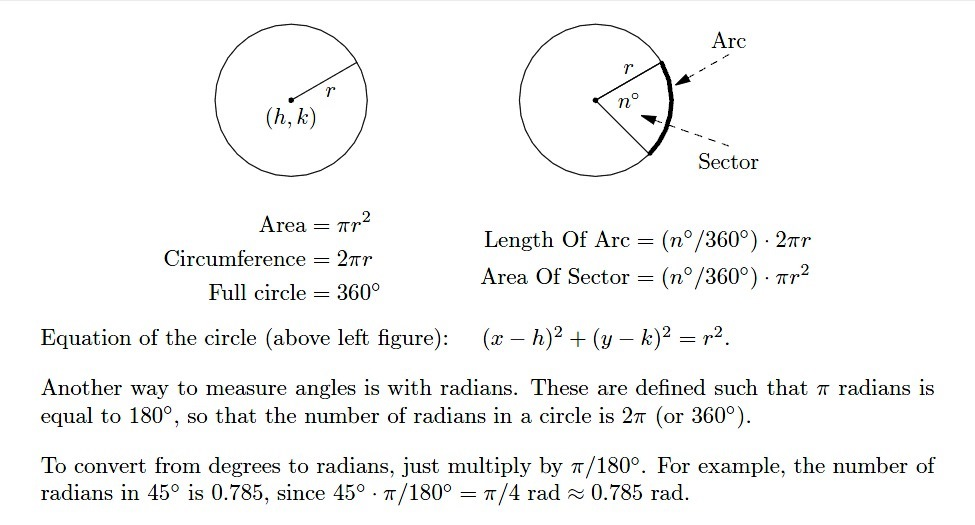 r
(h, k)
Arc
r
n°
Sector
Area = πr²
Circumference = 2πr
Full circle = 360°
Length Of Arc = (n°/360°) · 2πr
Area Of Sector = (n°/360°) · πr²
Equation of the circle (above left figure): (x − h)² + (y − k)² = r².
Another way to measure angles is with radians. These are defined such that π radians is
equal to 180°, so that the number of radians in a circle is 2π (or 360°).
To convert from degrees to radians, just multiply by π/180°. For example, the number of
radians in 45° is 0.785, since 45° · π/180° = π/4 rad ≈ 0.785 rad.